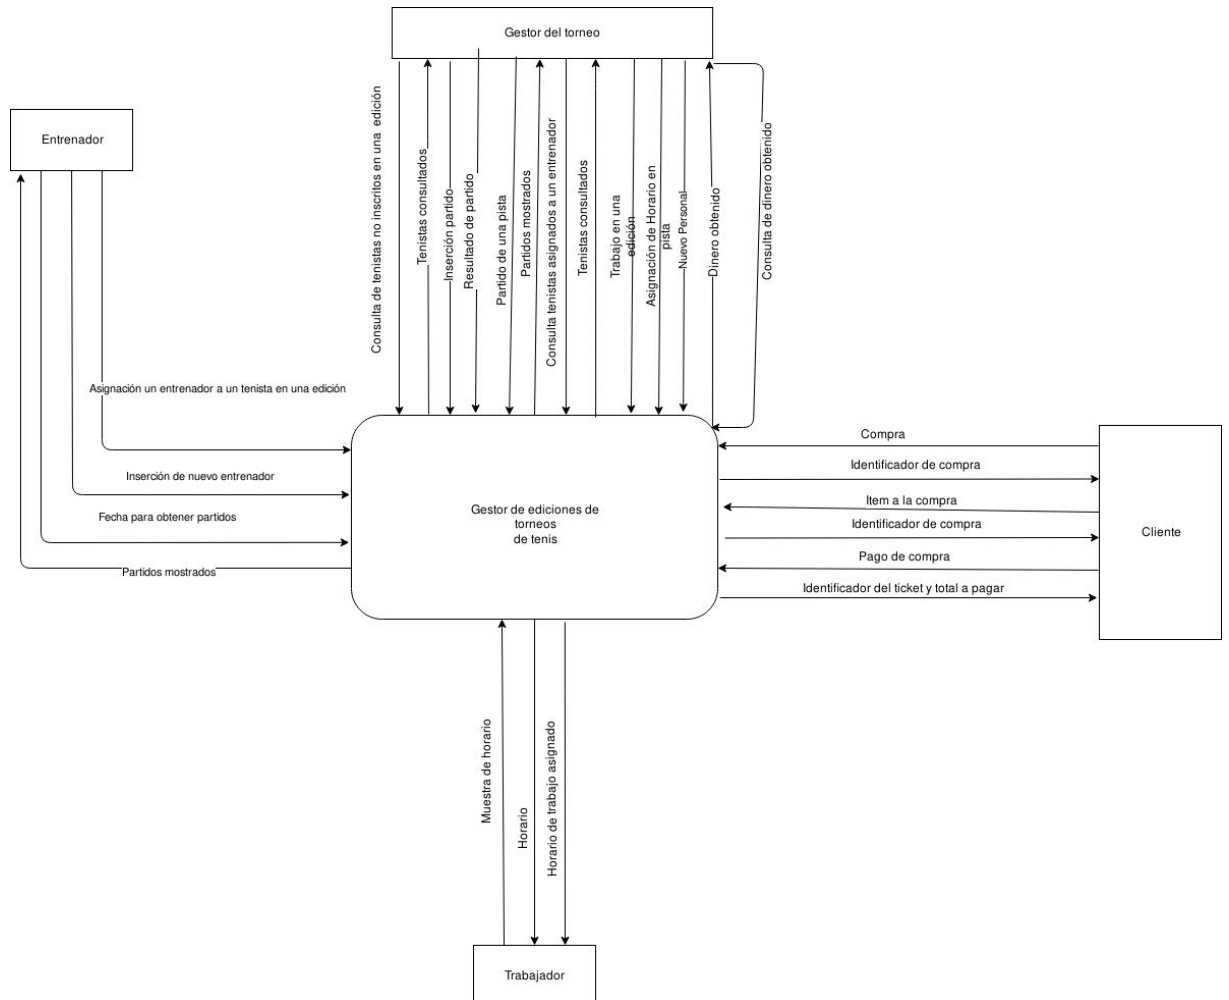 Gestor del torneo
Entrenador
Consulta de tenistas no inscritos en una edición
Tenistas consultados
Inserción partido
Resultado de partido
Partido de una pista
Partidos mostrados
Consulta tenistas asignados a un entrenador
Tenistas consultados
Trabajo en una
edición
Asignación de Horario en
pista
Nuevo Personal
Dinero obtenido
Consulta de dinero obtenido
Asignación un entrenador a un tenista en una edición
Inserción de nuevo entrenador
Fecha para obtener partidos
Partidos mostrados
Gestor de ediciones de
torneos
de tenis
Compra
Identificador de compra
Item a la compra
Identificador de compra
Pago de compra
Identificador del ticket y total a pagar
Cliente
Muestra de horario
Horario
Horario de trabajo asignado
Trabajador